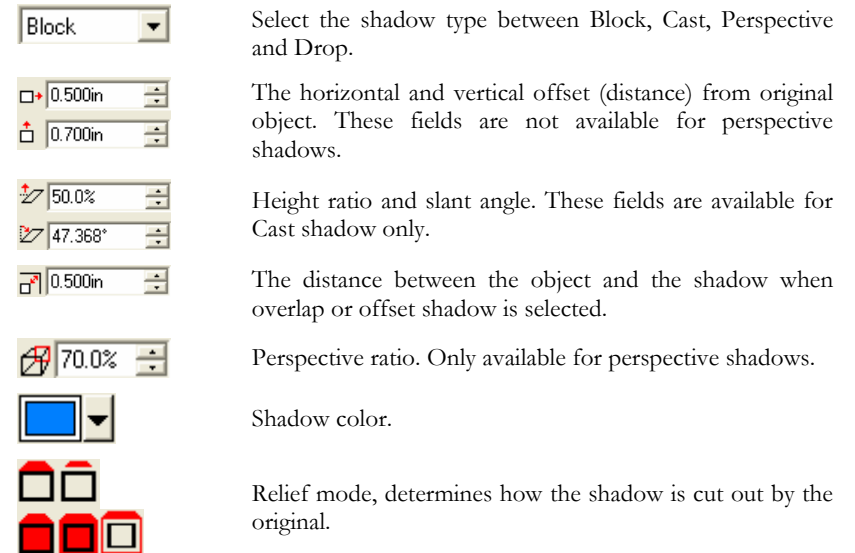 Block
Select the shadow type between Block, Cast, Perspective
and Drop.
0.500in
0.700in
The horizontal and vertical offset (distance) from original
object. These fields are not available for perspective
shadows.
50.0%
47.368°
Height ratio and slant angle. These fields are available for
Cast shadow only.
0.500in
The distance between the object and the shadow when
overlap or offset shadow is selected.
70.0%
Perspective ratio. Only available for perspective shadows.
Shadow color.
Relief mode, determines how the shadow is cut out by the
original.